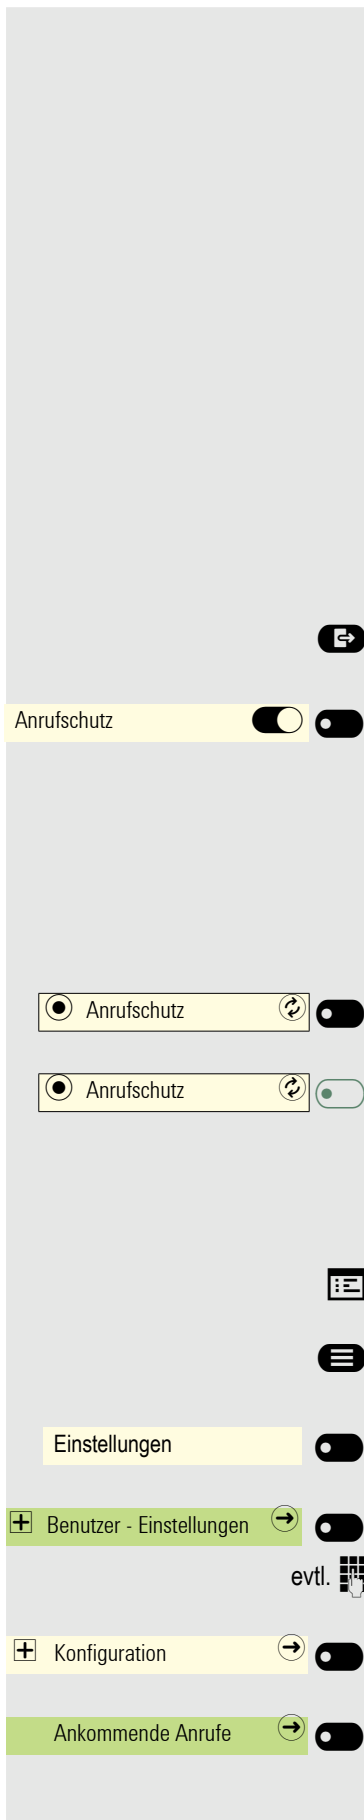 Anrufschutz
Anrufschutz
Anrufschutz
Einstellungen
Benutzer - Einstellungen
evtl.
Konfiguration
Ankommende Anrufe